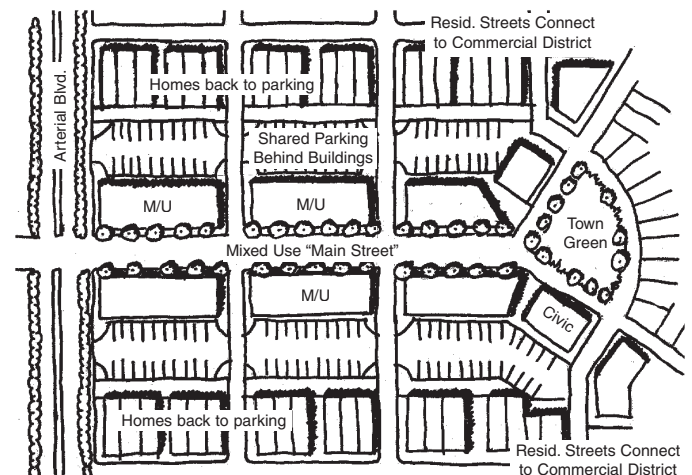 Resid. Streets Connect
to Commercial District
Arterial Blvd.
Homes back to parking
Shared Parking
Behind Buildings
M/U
M/U
Town
Green
Mixed Use “Main Street”
M/U
Civic
Homes back to parking
Resid. Streets Connect
to Commercial District